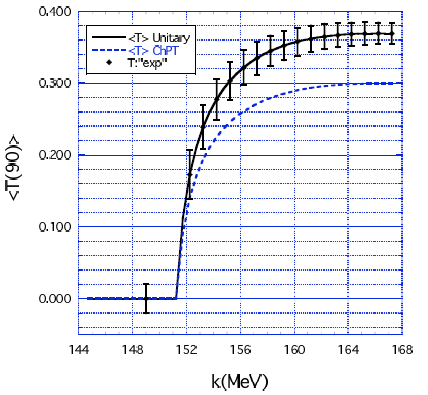 0.400
<T> Unitary
<T> ChPT
T:"exp"
0.300
0.200
0.100
0.000
<T(90)>
144 148 152 156 160 164 168
k(MeV)